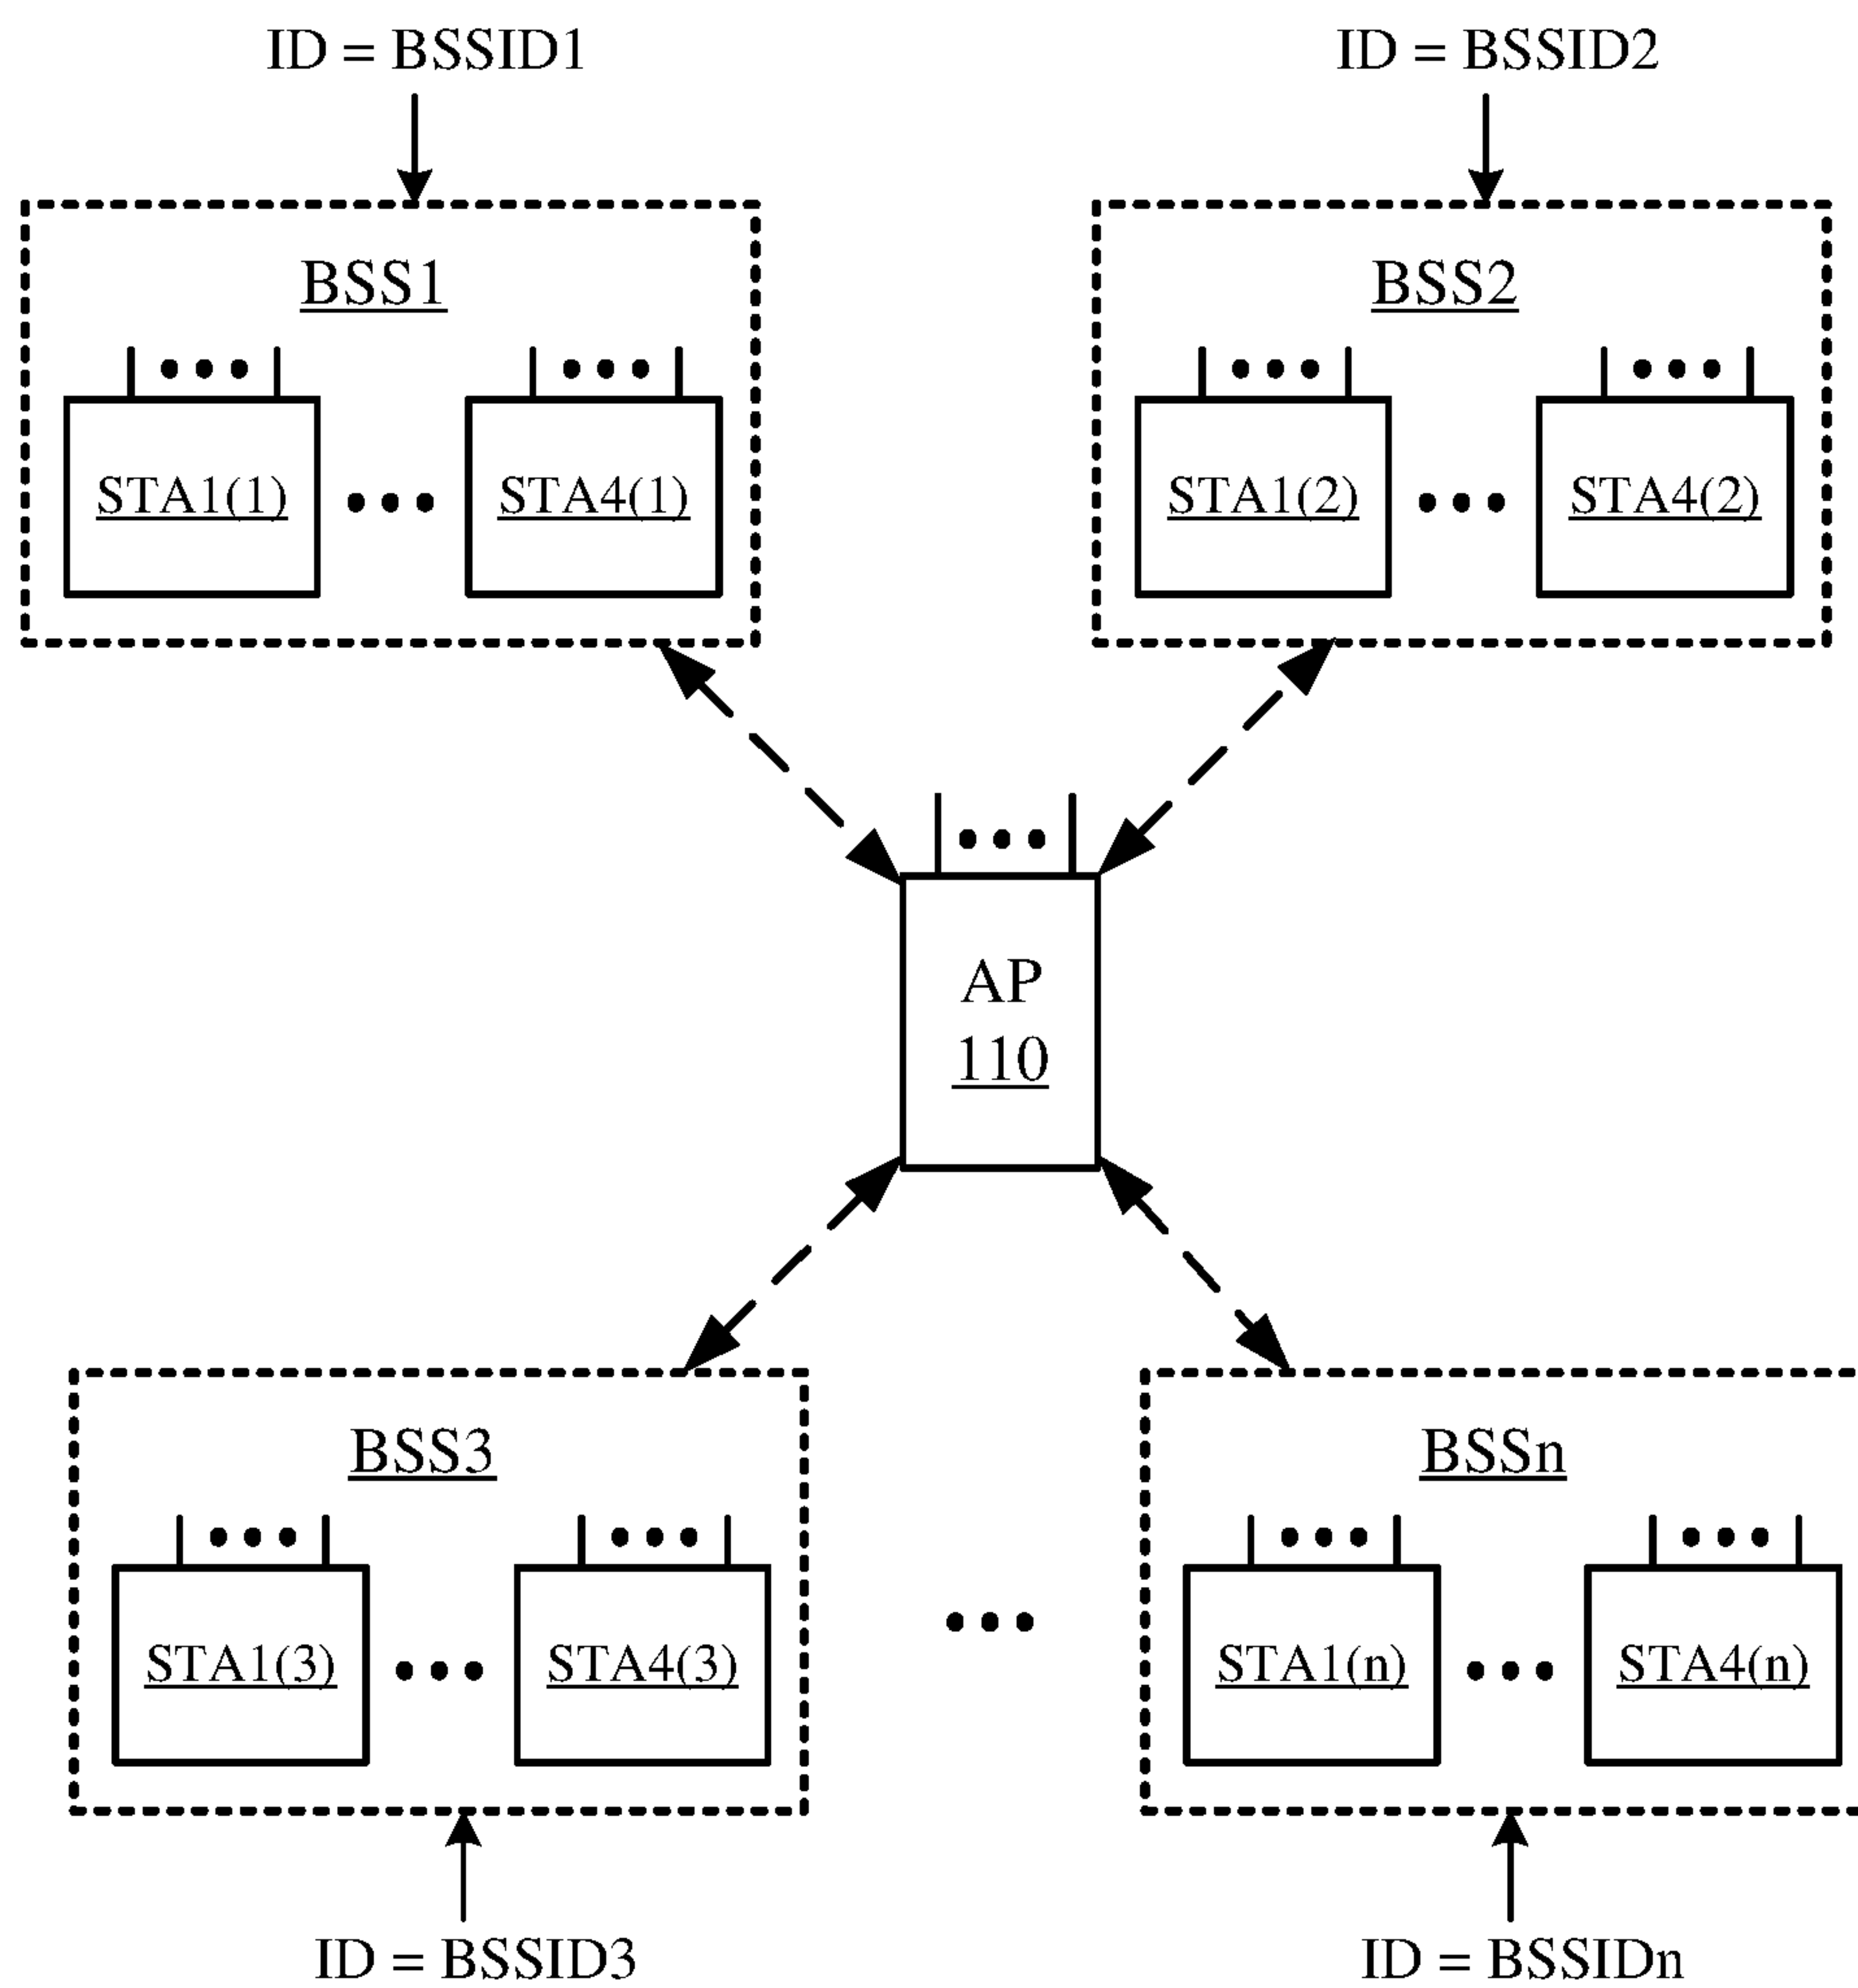 ID = BSSID1
ID = BSSID2
BSS1
BSS2
STA1(1) ••• STA4(1)
STA1(2) ••• STA4(2)
AP
110
BSS3
BSSn
STA1(3) ••• STA4(3)
•••
STA1(n) ••• STA4(n)
ID = BSSID3
ID = BSSIDn